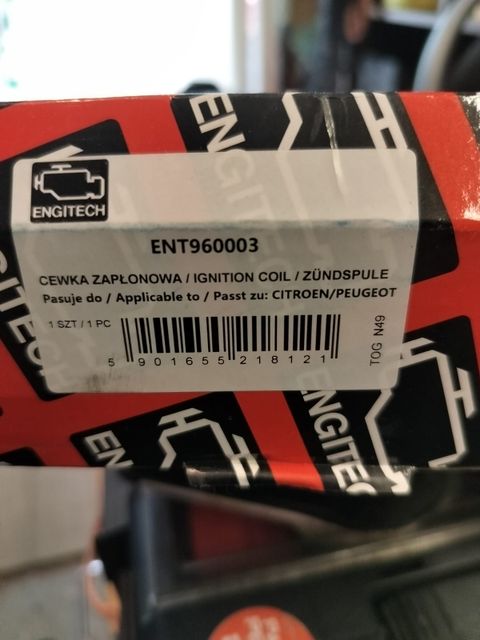 ENGITECH
ENGITECH
ENT960003
CEWKA ZAPŁONOWA / IGNITION COIL / ZÜNDSPULE
Pasuje do / Applicable to / Passt zu: CITROEN/PEUGEOT
1 SZT / 1 PC
5 901655 218121
TOG N49
ENGITECH